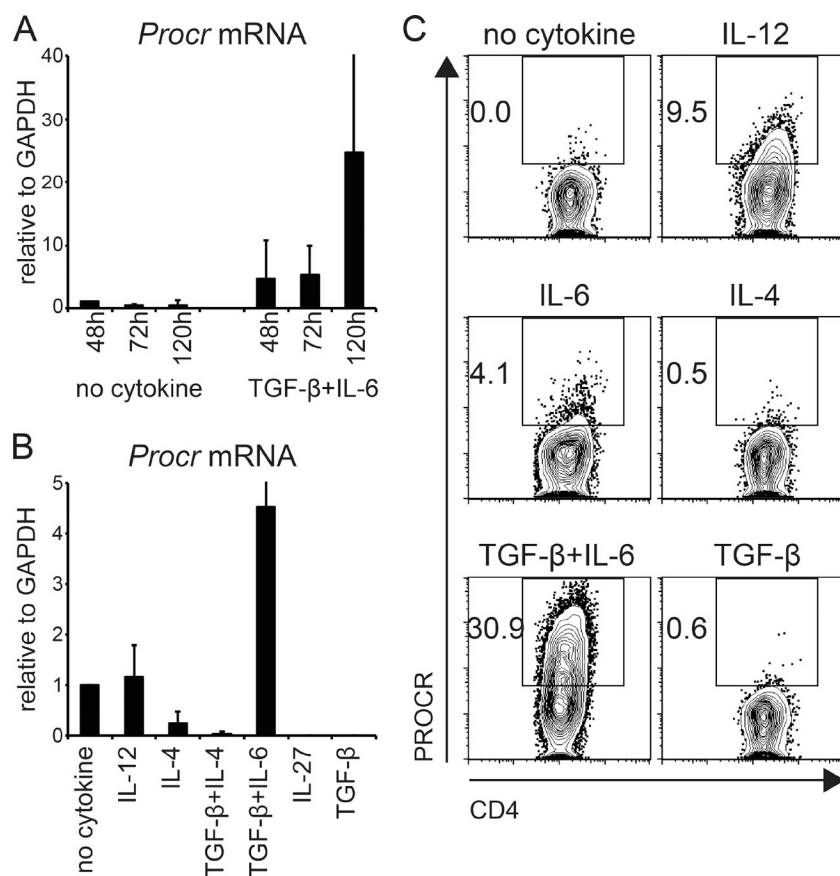 A
Procr mRNA
relative to GAPDH
40
30
20
10
0
48h
72h
120h
48h
72h
120h
no cytokine
TGF-β+IL-6
B
Procr mRNA
relative to GAPDH
5
4
3
2
1
0
no cytokine
IL-12
IL-4
TGF-β+IL-4
TGF-β+IL-6
IL-27
TGF-β
C
no cytokine
IL-12
0.0
9.5
IL-6
IL-4
4.1
0.5
TGF-β+IL-6
TGF-β
30.9
0.6
PROCR
CD4